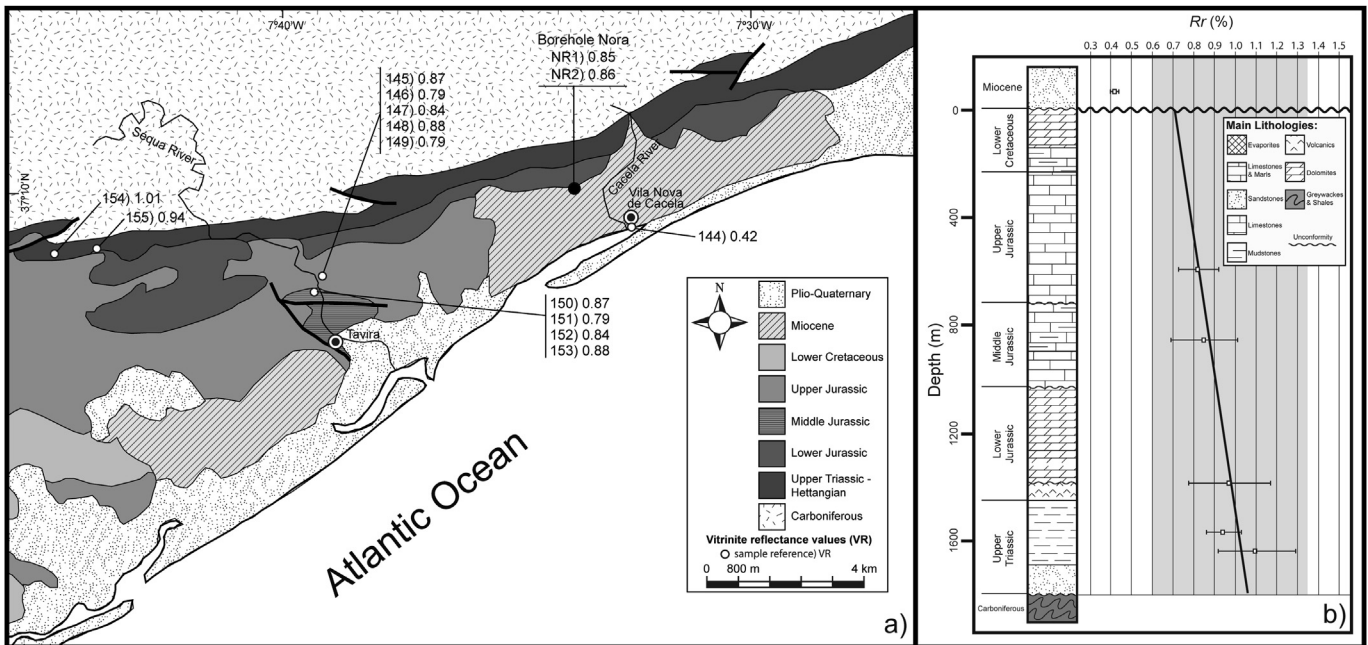 7°40'W
7°30'W
Borehole Nora
NR1) 0.85
NR2) 0.86
145) 0.87
146) 0.79
147) 0.84
148) 0.88
149) 0.79
Séqua River
37°10'N
154) 1.01
155) 0.94
Cacela River
Vila Nova
de Cacela
144) 0.42
150) 0.87
151) 0.79
152) 0.84
153) 0.88
Tavira
Atlantic Ocean
N
Plio-Quaternary
Miocene
Lower Cretaceous
Upper Jurassic
Middle Jurassic
Lower Jurassic
Upper Triassic -
Hettangian
Carboniferous
Vitrinite reflectance values (VR)
sample reference) VR
0 800 m 4 km
a)
Rr (%)
0.3 0.4 0.5 0.6 0.7 0.8 0.9 1.0 1.1 1.2 1.3 1.4 1.5
Miocene
Lower
Cretaceous
Upper
Jurassic
Middle
Jurassic
Lower
Jurassic
Upper
Triassic
Carboniferous
Depth (m)
0
400
800
1200
1600
Main Lithologies:
Evaporites
Volcanics
Limestones
& Marls
Dolomites
Sandstones
Greywackes
& Shales
Limestones
Unconformity
Mudstones
b)